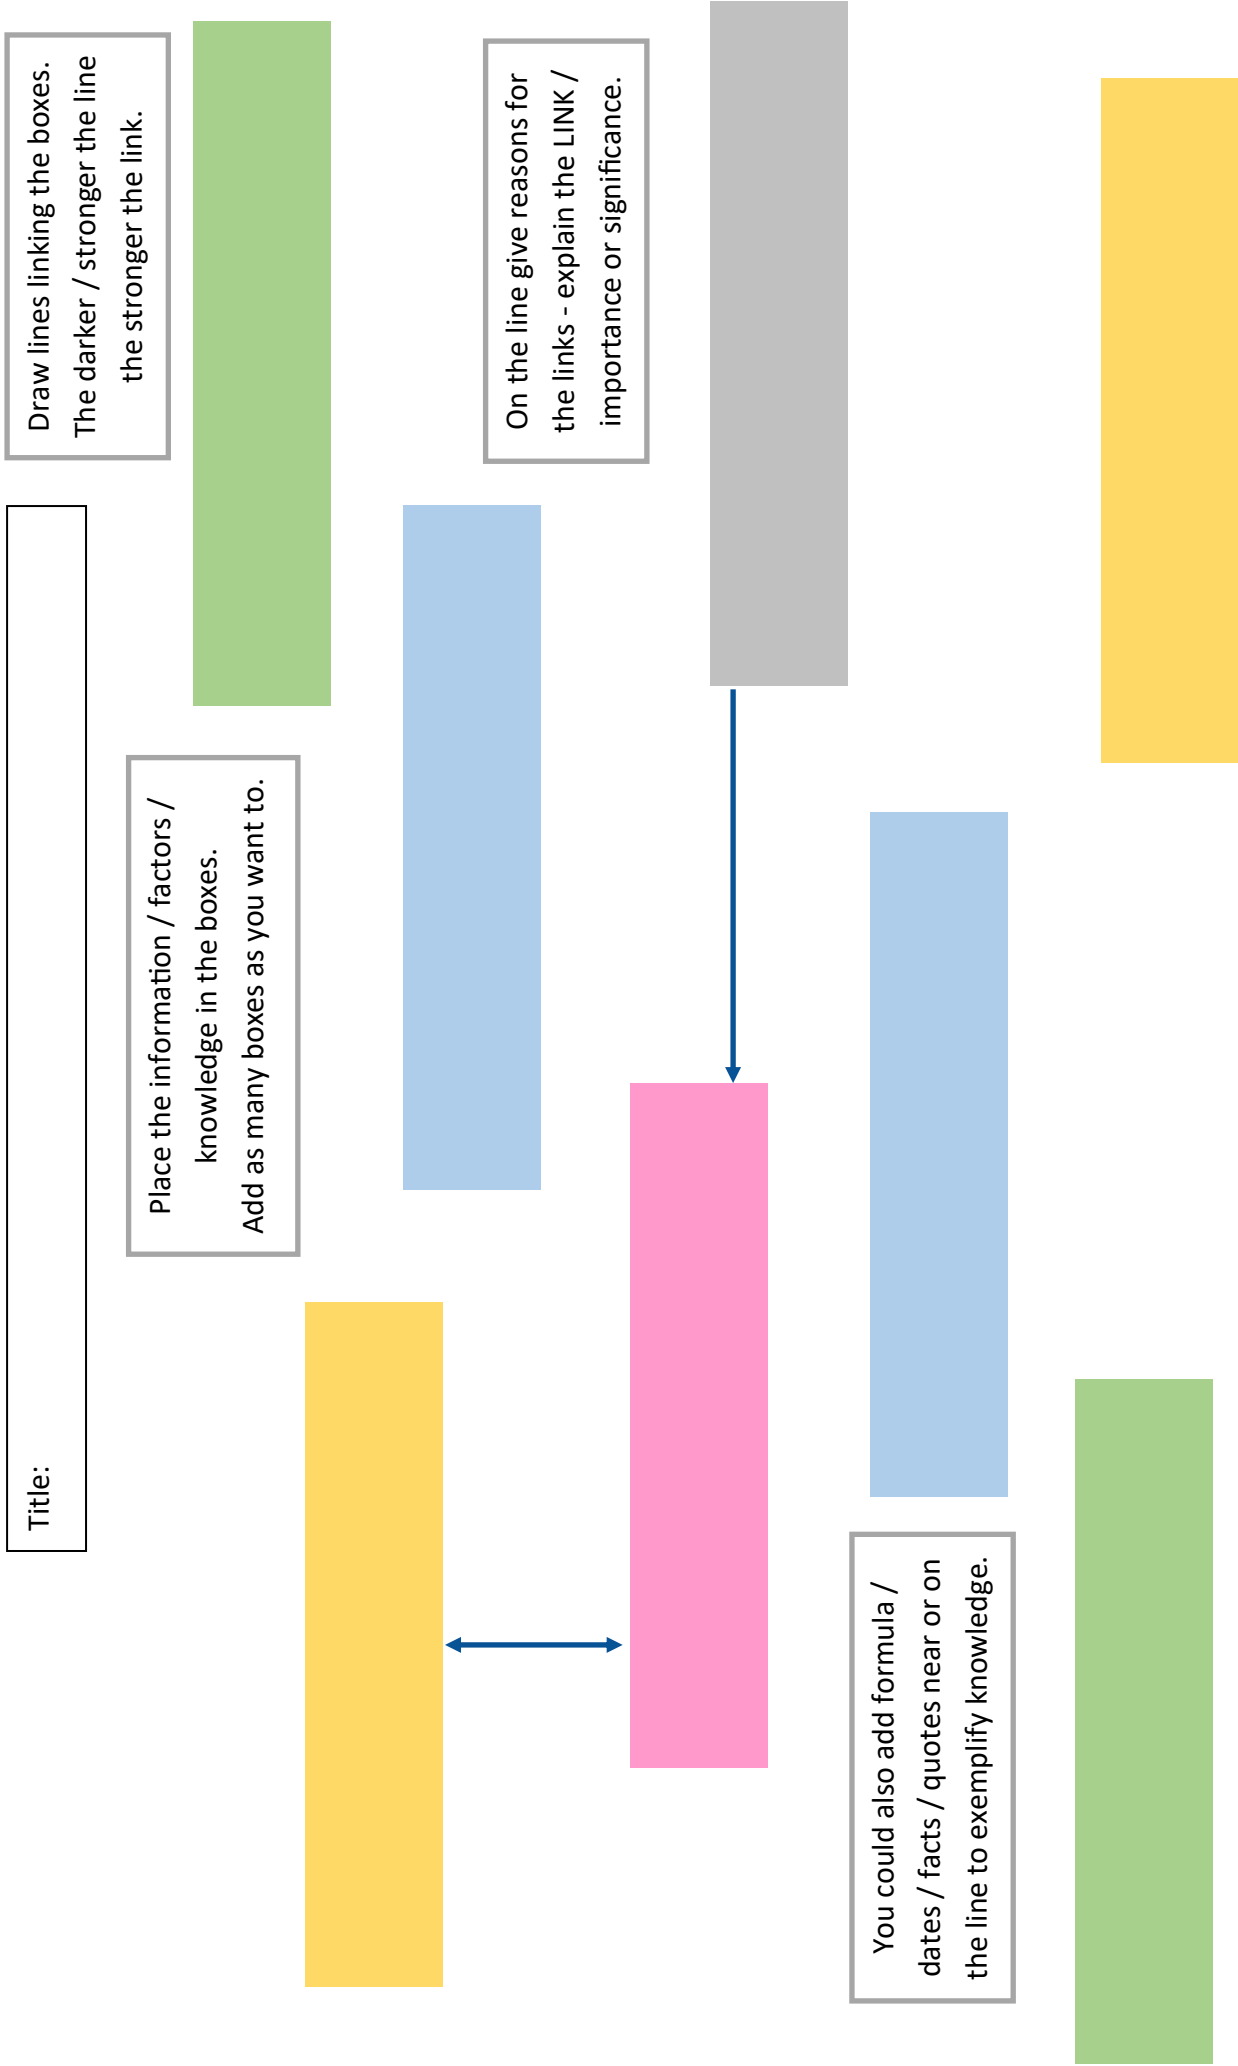 Title:
Draw lines linking the boxes.
The darker / stronger the line
the stronger the link.
Place the information / factors /
knowledge in the boxes.
Add as many boxes as you want to.
On the line give reasons for
the links - explain the LINK /
importance or significance.
You could also add formula /
dates / facts / quotes near or on
the line to exemplify knowledge.